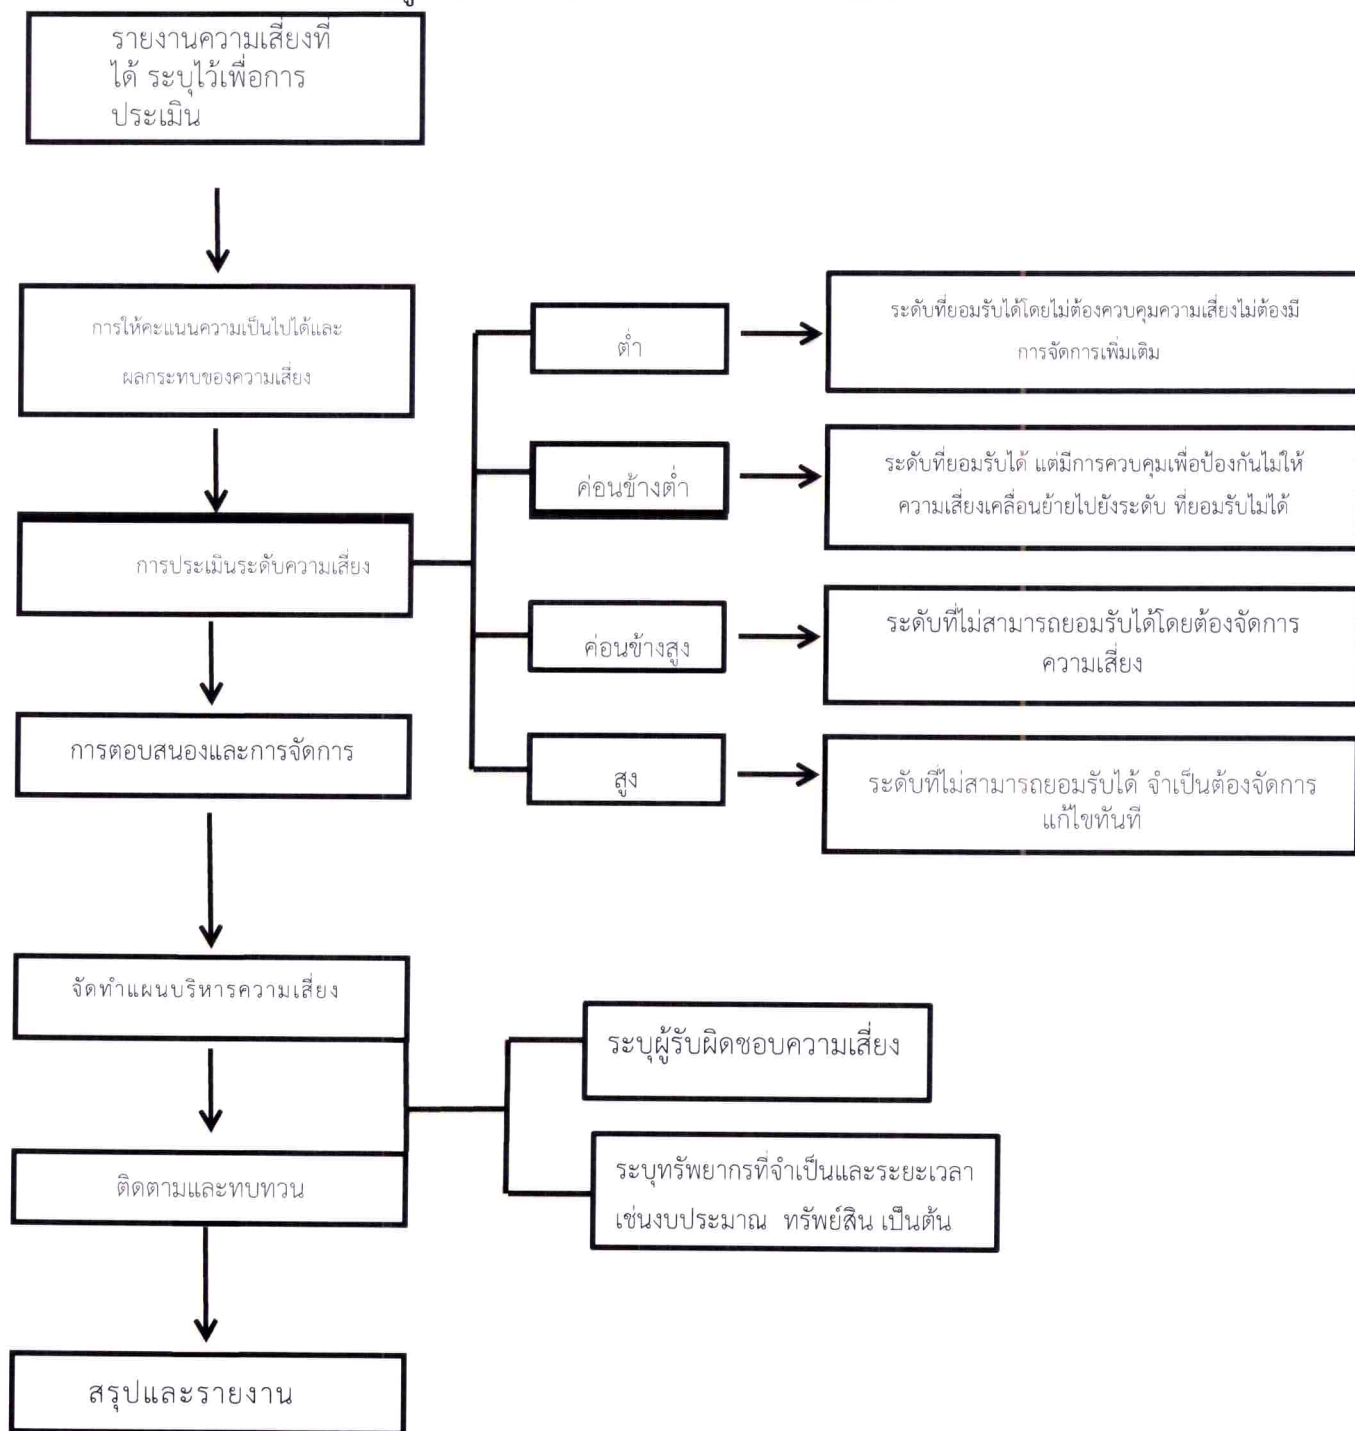 รายงานความเสี่ยงที่
ได้ ระบุไว้เพื่อการ
ประเมิน
การให้คะแนนความเป็นไปได้และ
ผลกระทบของความเสี่ยง
การประเมินระดับความเสี่ยง
ต่ำ
ระดับที่ยอมรับได้โดยไม่ต้องควบคุมความเสี่ยงไม่ต้องมี
การจัดการเพิ่มเติม
ค่อนข้างต่ำ
ระดับที่ยอมรับได้ แต่มีการควบคุมเพื่อป้องกันไม่ให้
ความเสี่ยงเคลื่อนย้ายไปยังระดับ ที่ยอมรับไม่ได้
ค่อนข้างสูง
ระดับที่ไม่สามารถยอมรับได้โดยต้องจัดการ
ความเสี่ยง
สูง
ระดับที่ไม่สามารถยอมรับได้ จำเป็นต้องจัดการ
แก้ไขทันที
การตอบสนองและการจัดการ
จัดทำแผนบริหารความเสี่ยง
ระบุผู้รับผิดชอบความเสี่ยง
ระบุทรัพยากรที่จำเป็นและระยะเวลา
เช่นงบประมาณ ทรัพย์สิน เป็นต้น
ติดตามและทบทวน
สรุปและรายงาน